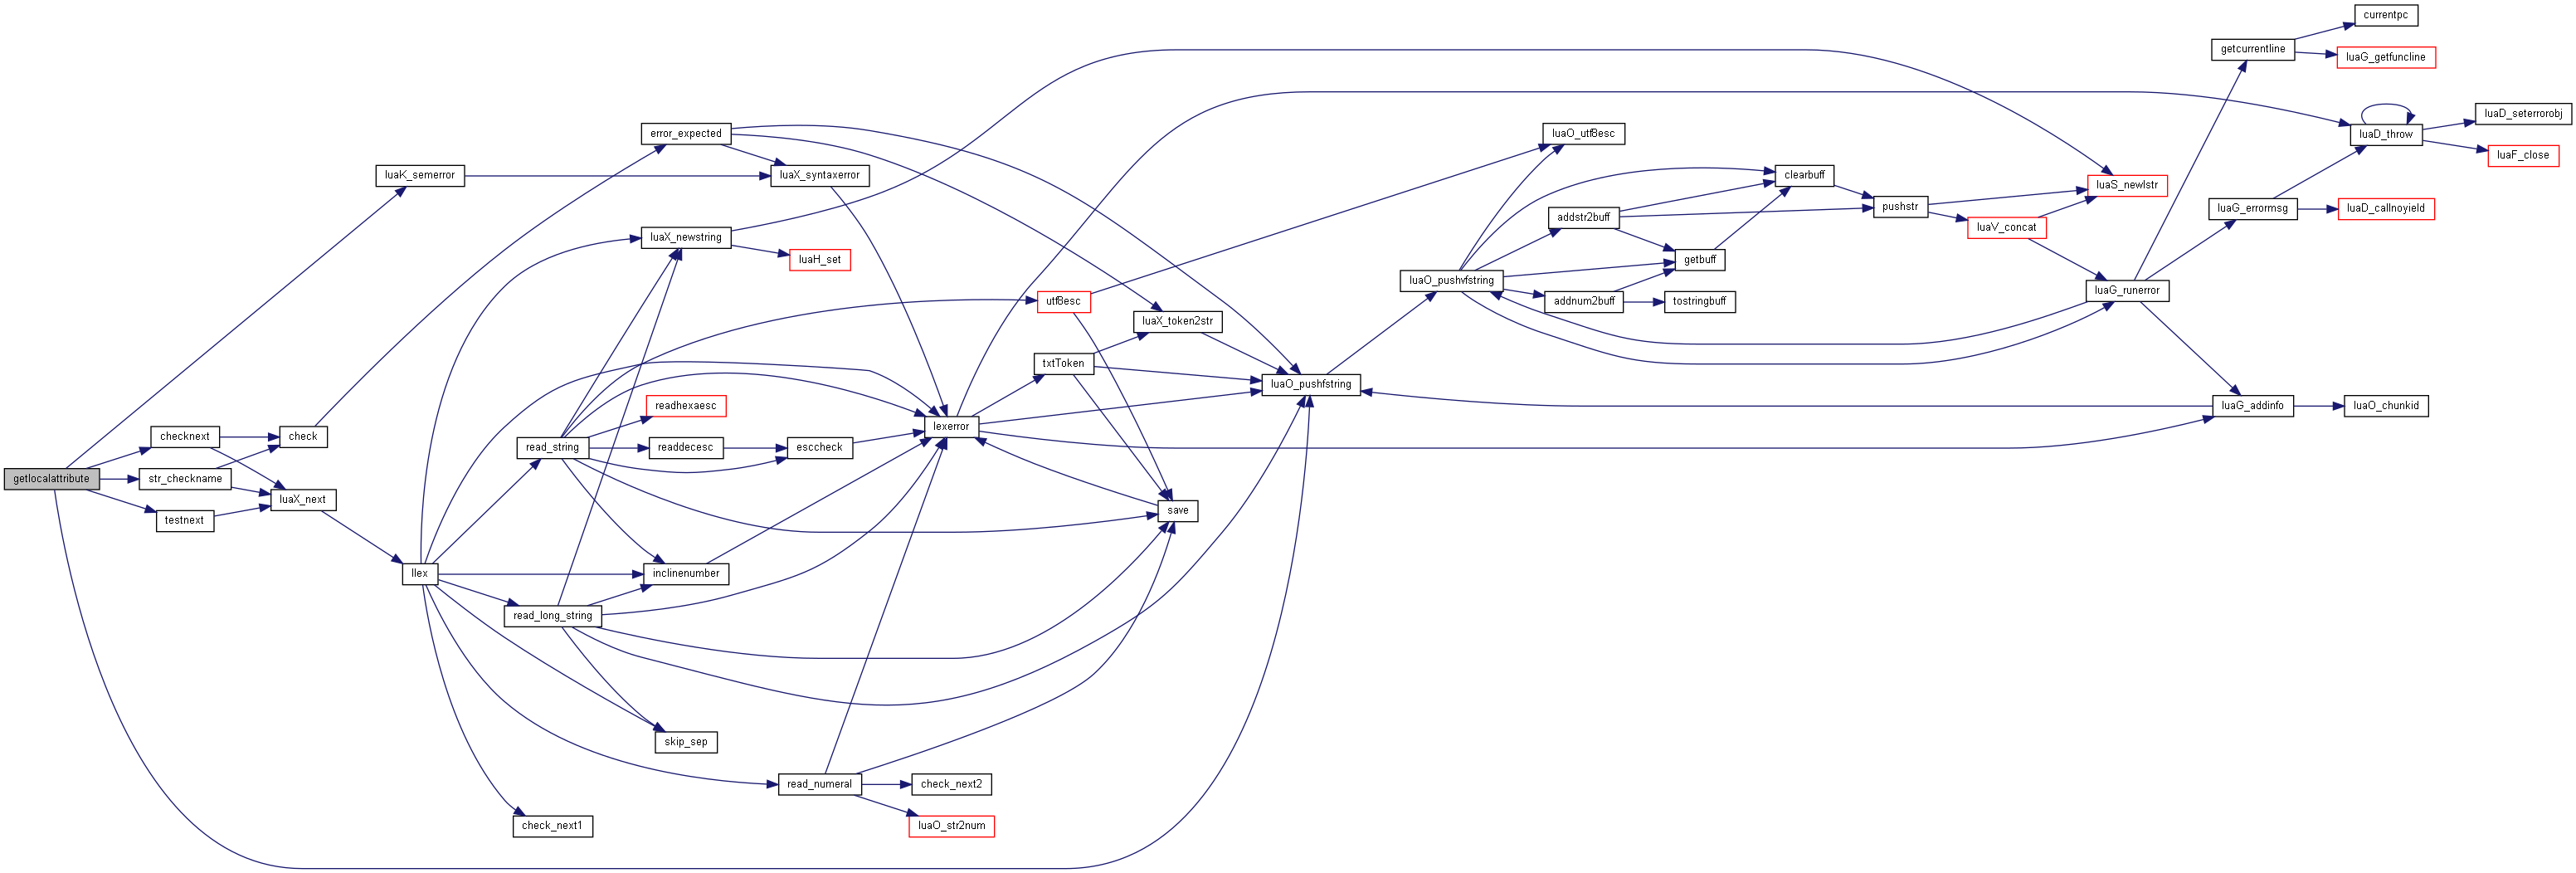 currentpc
getcurrentline
luaG_getfuncline
luaD_seterrorobj
error_expected
luaO_utf8esc
luaD_throw
luaF_close
luaK_semerror
luaX_syntaxerror
clearbuff
luaS_newlstr
pushstr
luaG_errormsg
luaD_callnoyield
addstr2buff
luaV_concat
luaX_newstring
luaH_set
getbuff
luaO_pushvfstring
luaG_runerror
utf8esc
addnum2buff
tostringbuff
luaX_token2str
txtToken
luaO_pushfstring
readhexaesc
luaG_addinfo
luaO_chunkid
lexerror
checknext
check
read_string
readdecesc
esccheck
getlocalattribute
str_checkname
luaX_next
save
testnext
llex
inclinenumber
read_long_string
skip_sep
read_numeral
check_next2
check_next1
luaO_str2num